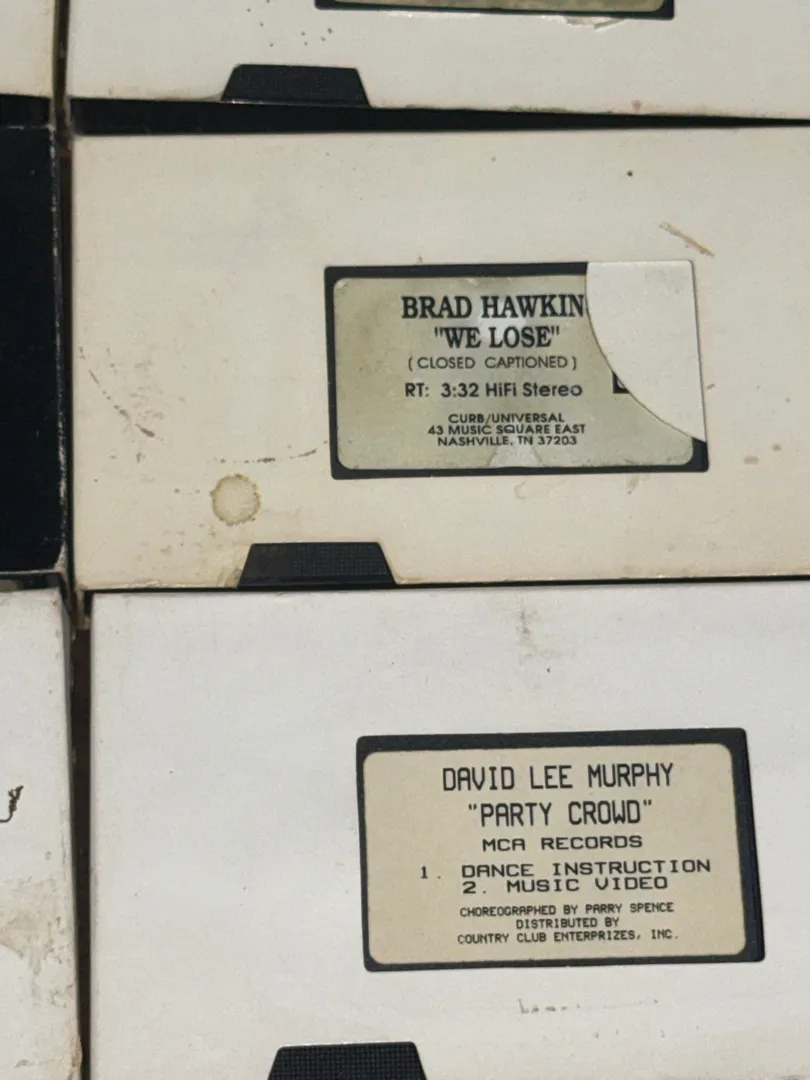 BRAD HAWKIN
"WE LOSE"
( CLOSED CAPTIONED )
RT: 3:32 HiFi Stereo
CURB/UNIVERSAL
43 MUSIC SQUARE EAST
NASHVILLE, TN 37203
DAVID LEE MURPHY
"PARTY CROWD"
MCA RECORDS
1. DANCE INSTRUCTION
2. MUSIC VIDEO
CHOREOGRAPHED BY PARRY SPENCE
DISTRIBUTED BY
COUNTRY CLUB ENTERPRIZES, INC.